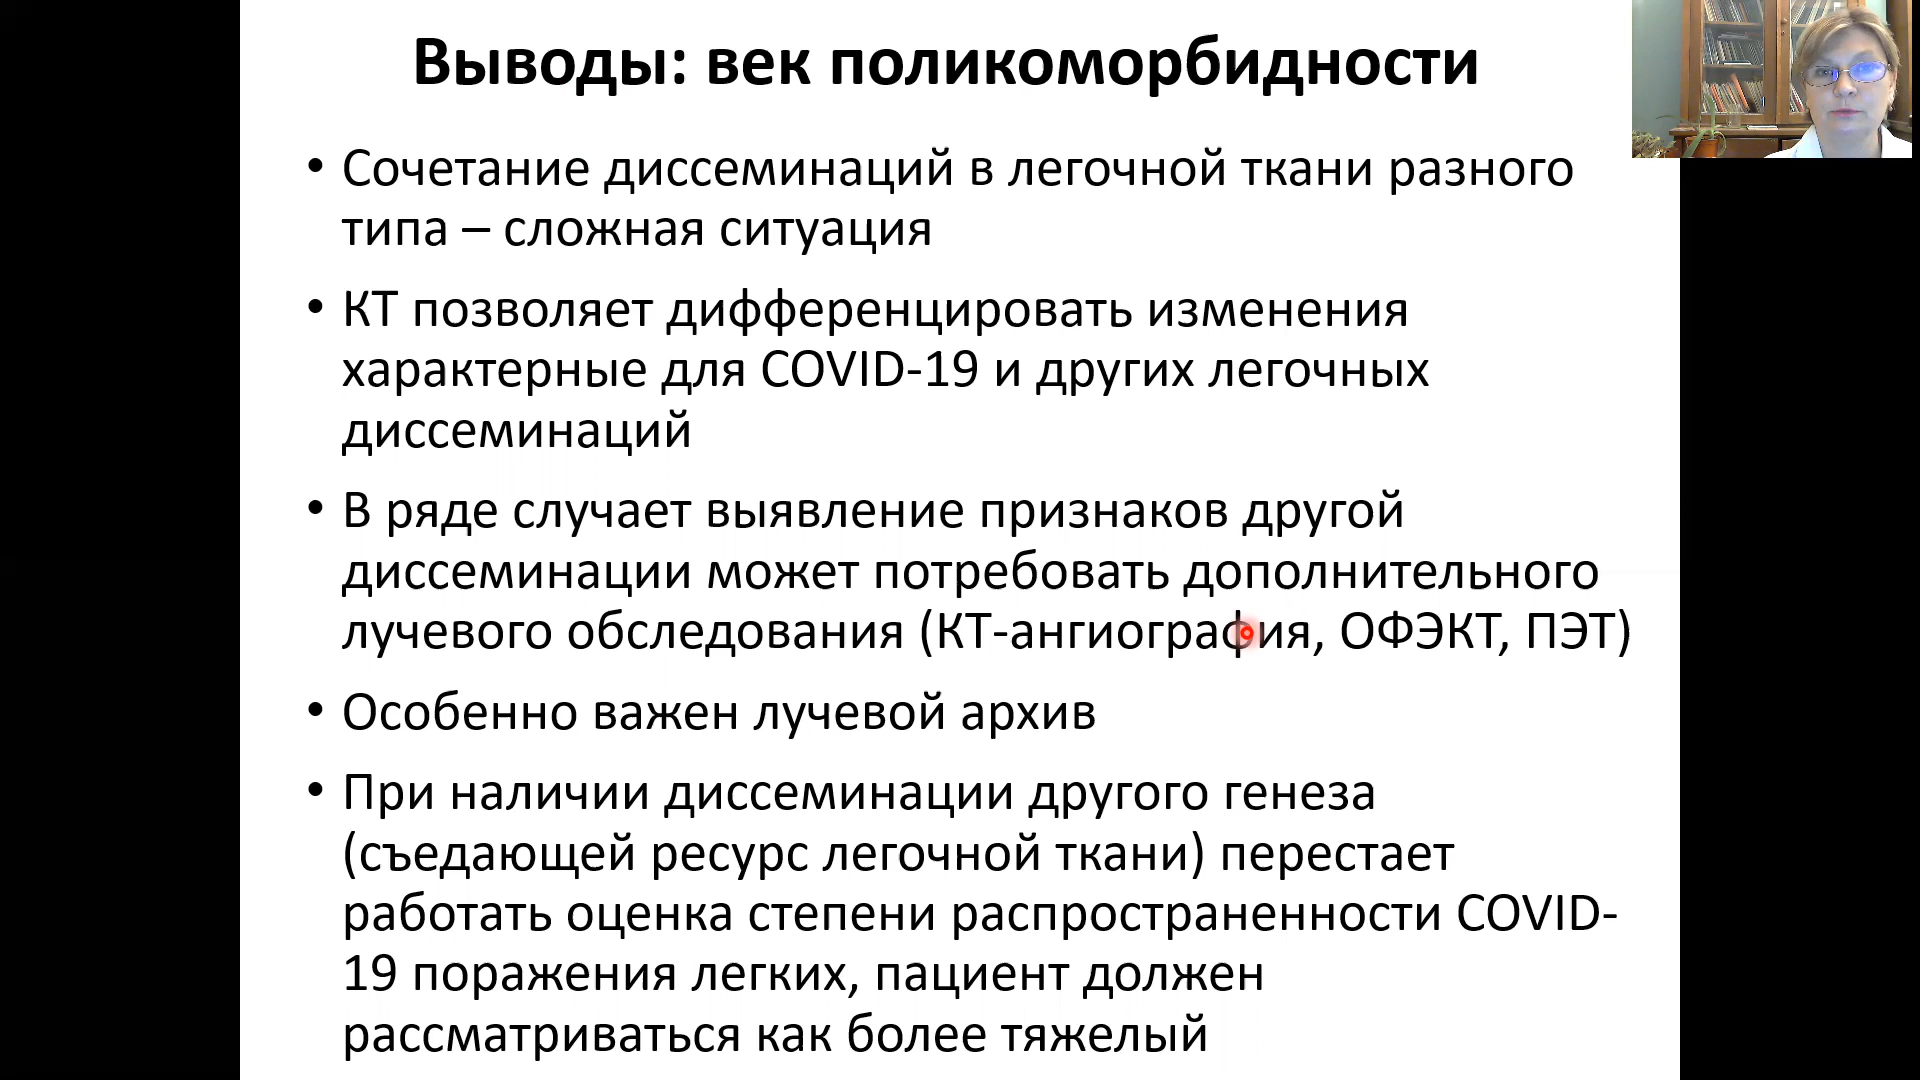 Выводы: век поликоморбидности
• Сочетание диссеминаций в легочной ткани разного
типа – сложная ситуация
• КТ позволяет дифференцировать изменения
характерные для COVID-19 и других легочных
диссеминаций
• В ряде случает выявление признаков другой
диссеминации может потребовать дополнительного
лучевого обследования (КТ-ангиография, ОФЭКТ, ПЭТ)
• Особенно важен лучевой архив
• При наличии диссеминации другого генеза
(съедающей ресурс легочной ткани) перестает
работать оценка степени распространенности COVID-
19 поражения легких, пациент должен
рассматриваться как более тяжелый